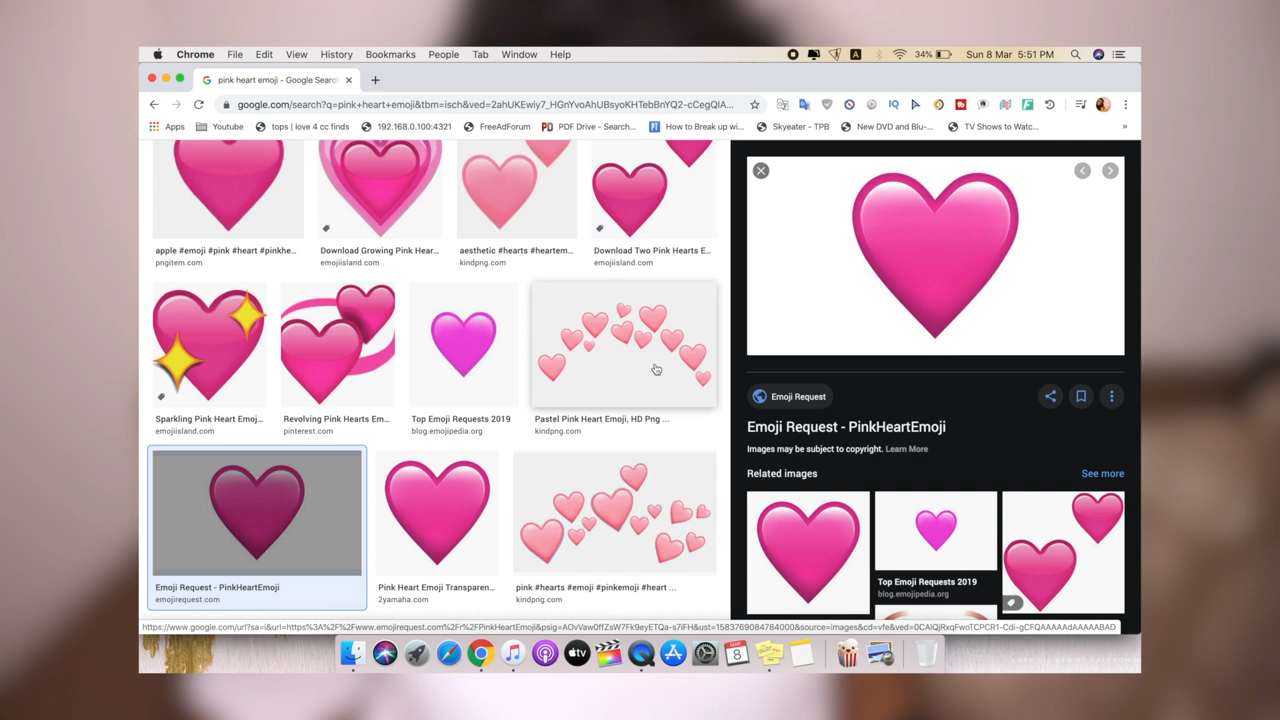 Chrome File Edit View History Bookmarks People Tab Window Help A 34% Sun 8 Mar 5:51 PM
pink heart emoji - Google Search
google.com/search?q=pink+heart+emoji&tbm=isch&ved=2ahUKEwiy7_HGnYvoAhUBsyoKHTebBnYQ2-cCegQIA...
Apps Youtube tops | love 4 cc finds 192.168.0.100:4321 FreeAdForum PDF Drive - Search... How to Break up wi... Skyeater - TPB New DVD and Blu-... TV Shows to Watc... »
apple #emoji #pink #heart #pinkhe...
pngitem.com
Download Growing Pink Hear...
emojiisland.com
aesthetic #hearts #heartem...
kindpng.com
Download Two Pink Hearts E...
emojiisland.com
Sparkling Pink Heart Emoj...
emojiisland.com
Revolving Pink Hearts Em...
pinterest.com
Top Emoji Requests 2019
blog.emojipedia.org
Pastel Pink Heart Emoji, HD Png ...
kindpng.com
Emoji Request - PinkHeartEmoji
emojirequest.com
Pink Heart Emoji Transparen...
2yamaha.com
pink #hearts #emoji #pinkemoji #heart ...
kindpng.com
Emoji Request
Emoji Request - PinkHeartEmoji
Images may be subject to copyright. Learn More
Related images See more
Top Emoji Requests 2019
blog.emojipedia.org
https://www.google.com/url?sa=i&url=https%3A%2F%2Fwww.emojirequest.com%2Fr%2FPinkHeartEmoji&psig=AOvVaw0ffZsW7Fk9eyETQa-s7iFH&ust=1583769084784000&source=images&cd=vfe&ved=0CAIQjRxqFwoTCPCR1-Cdi-gCFQAAAAAdAAAAABAD
tv
MAR
8